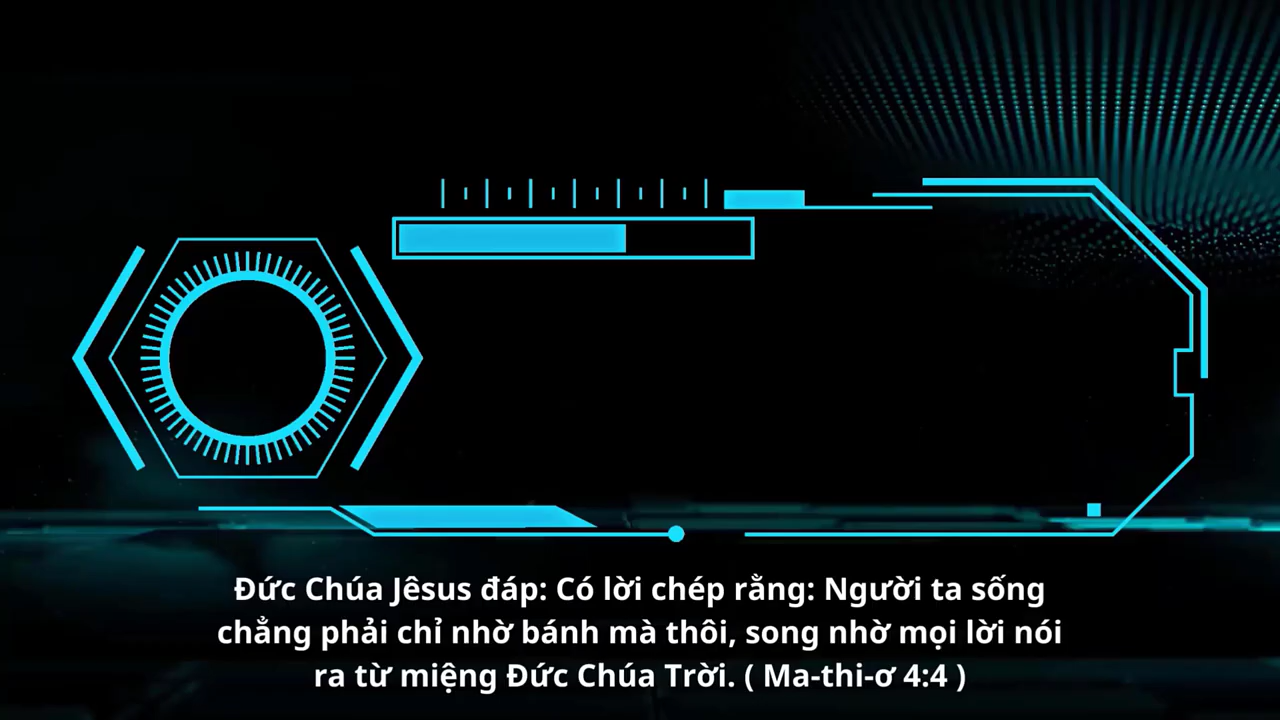 Đức Chúa Jêsus đáp: Có lời chép rằng: Người ta sống
chẳng phải chỉ nhờ bánh mà thôi, song nhờ mọi lời nói
ra từ miệng Đức Chúa Trời. ( Ma-thi-ơ 4:4 )